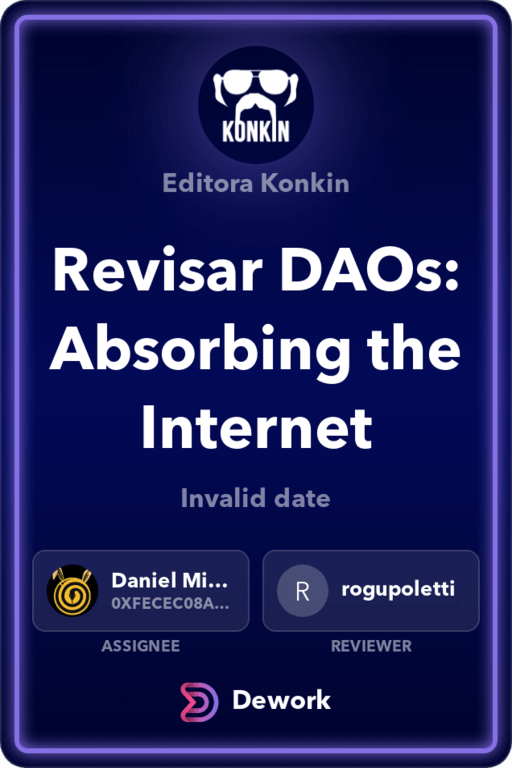 KONKIN
Editora Konkin
Revisar DAOs:
Absorbing the
Internet
Invalid date
Daniel Mi...
0XFECEC08A...
R
rogupoletti
ASSIGNEE
REVIEWER
Dework